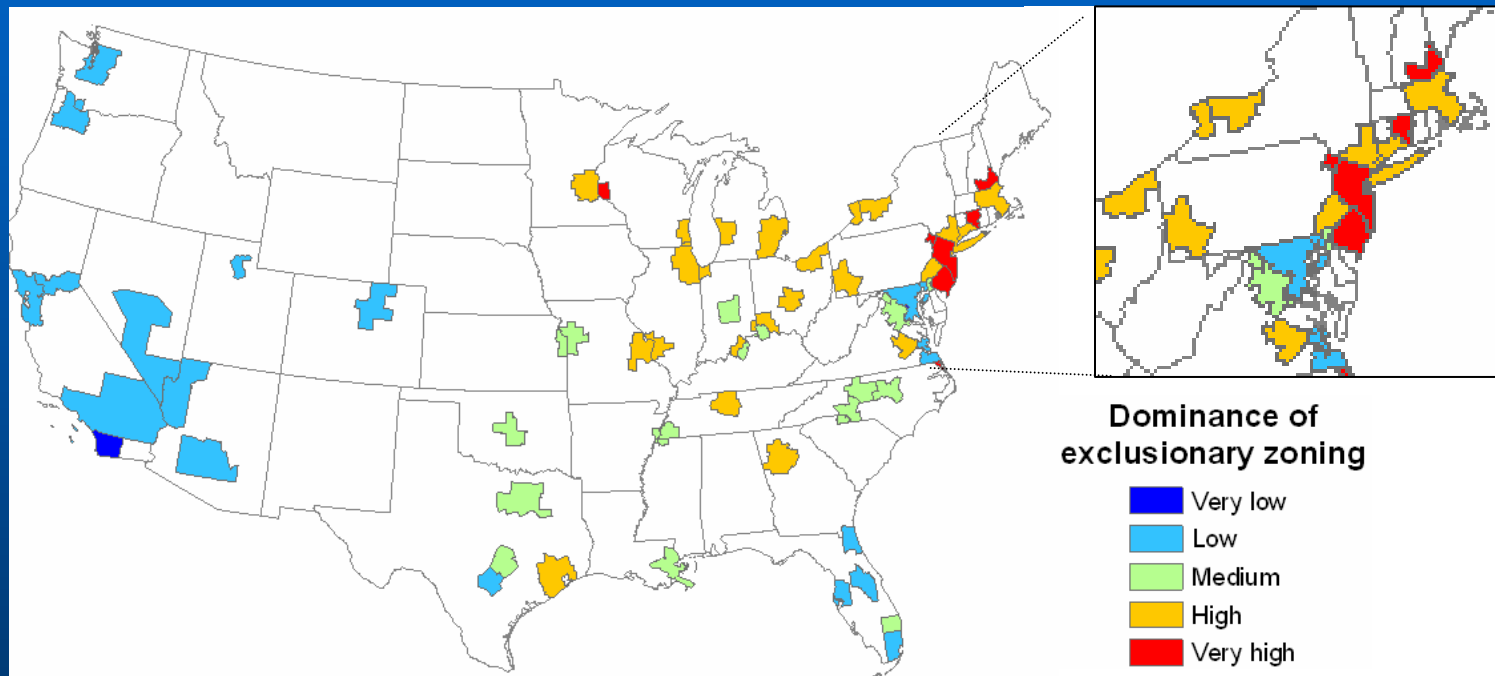 Dominance of
exclusionary zoning
Very low
Low
Medium
High
Very high